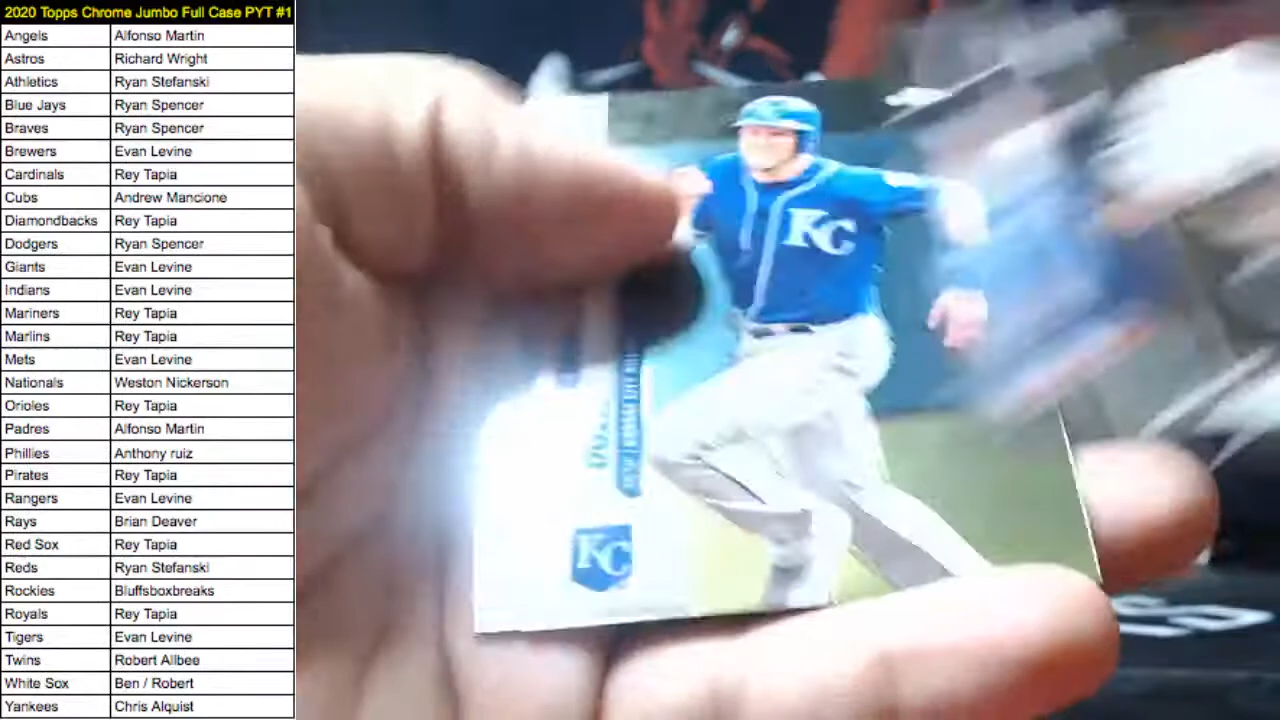 2020 Topps Chrome Jumbo Full Case PYT #1
Angels Alfonso Martin
Astros Richard Wright
Athletics Ryan Stefanski
Blue Jays Ryan Spencer
Braves Ryan Spencer
Brewers Evan Levine
Cardinals Rey Tapia
Cubs Andrew Mancione
Diamondbacks Rey Tapia
Dodgers Ryan Spencer
Giants Evan Levine
Indians Evan Levine
Mariners Rey Tapia
Marlins Rey Tapia
Mets Evan Levine
Nationals Weston Nickerson
Orioles Rey Tapia
Padres Alfonso Martin
Phillies Anthony ruiz
Pirates Rey Tapia
Rangers Evan Levine
Rays Brian Deaver
Red Sox Rey Tapia
Reds Ryan Stefanski
Rockies Bluffsboxbreaks
Royals Rey Tapia
Tigers Evan Levine
Twins Robert Allbee
White Sox Ben / Robert
Yankees Chris Alquist
KC
KC